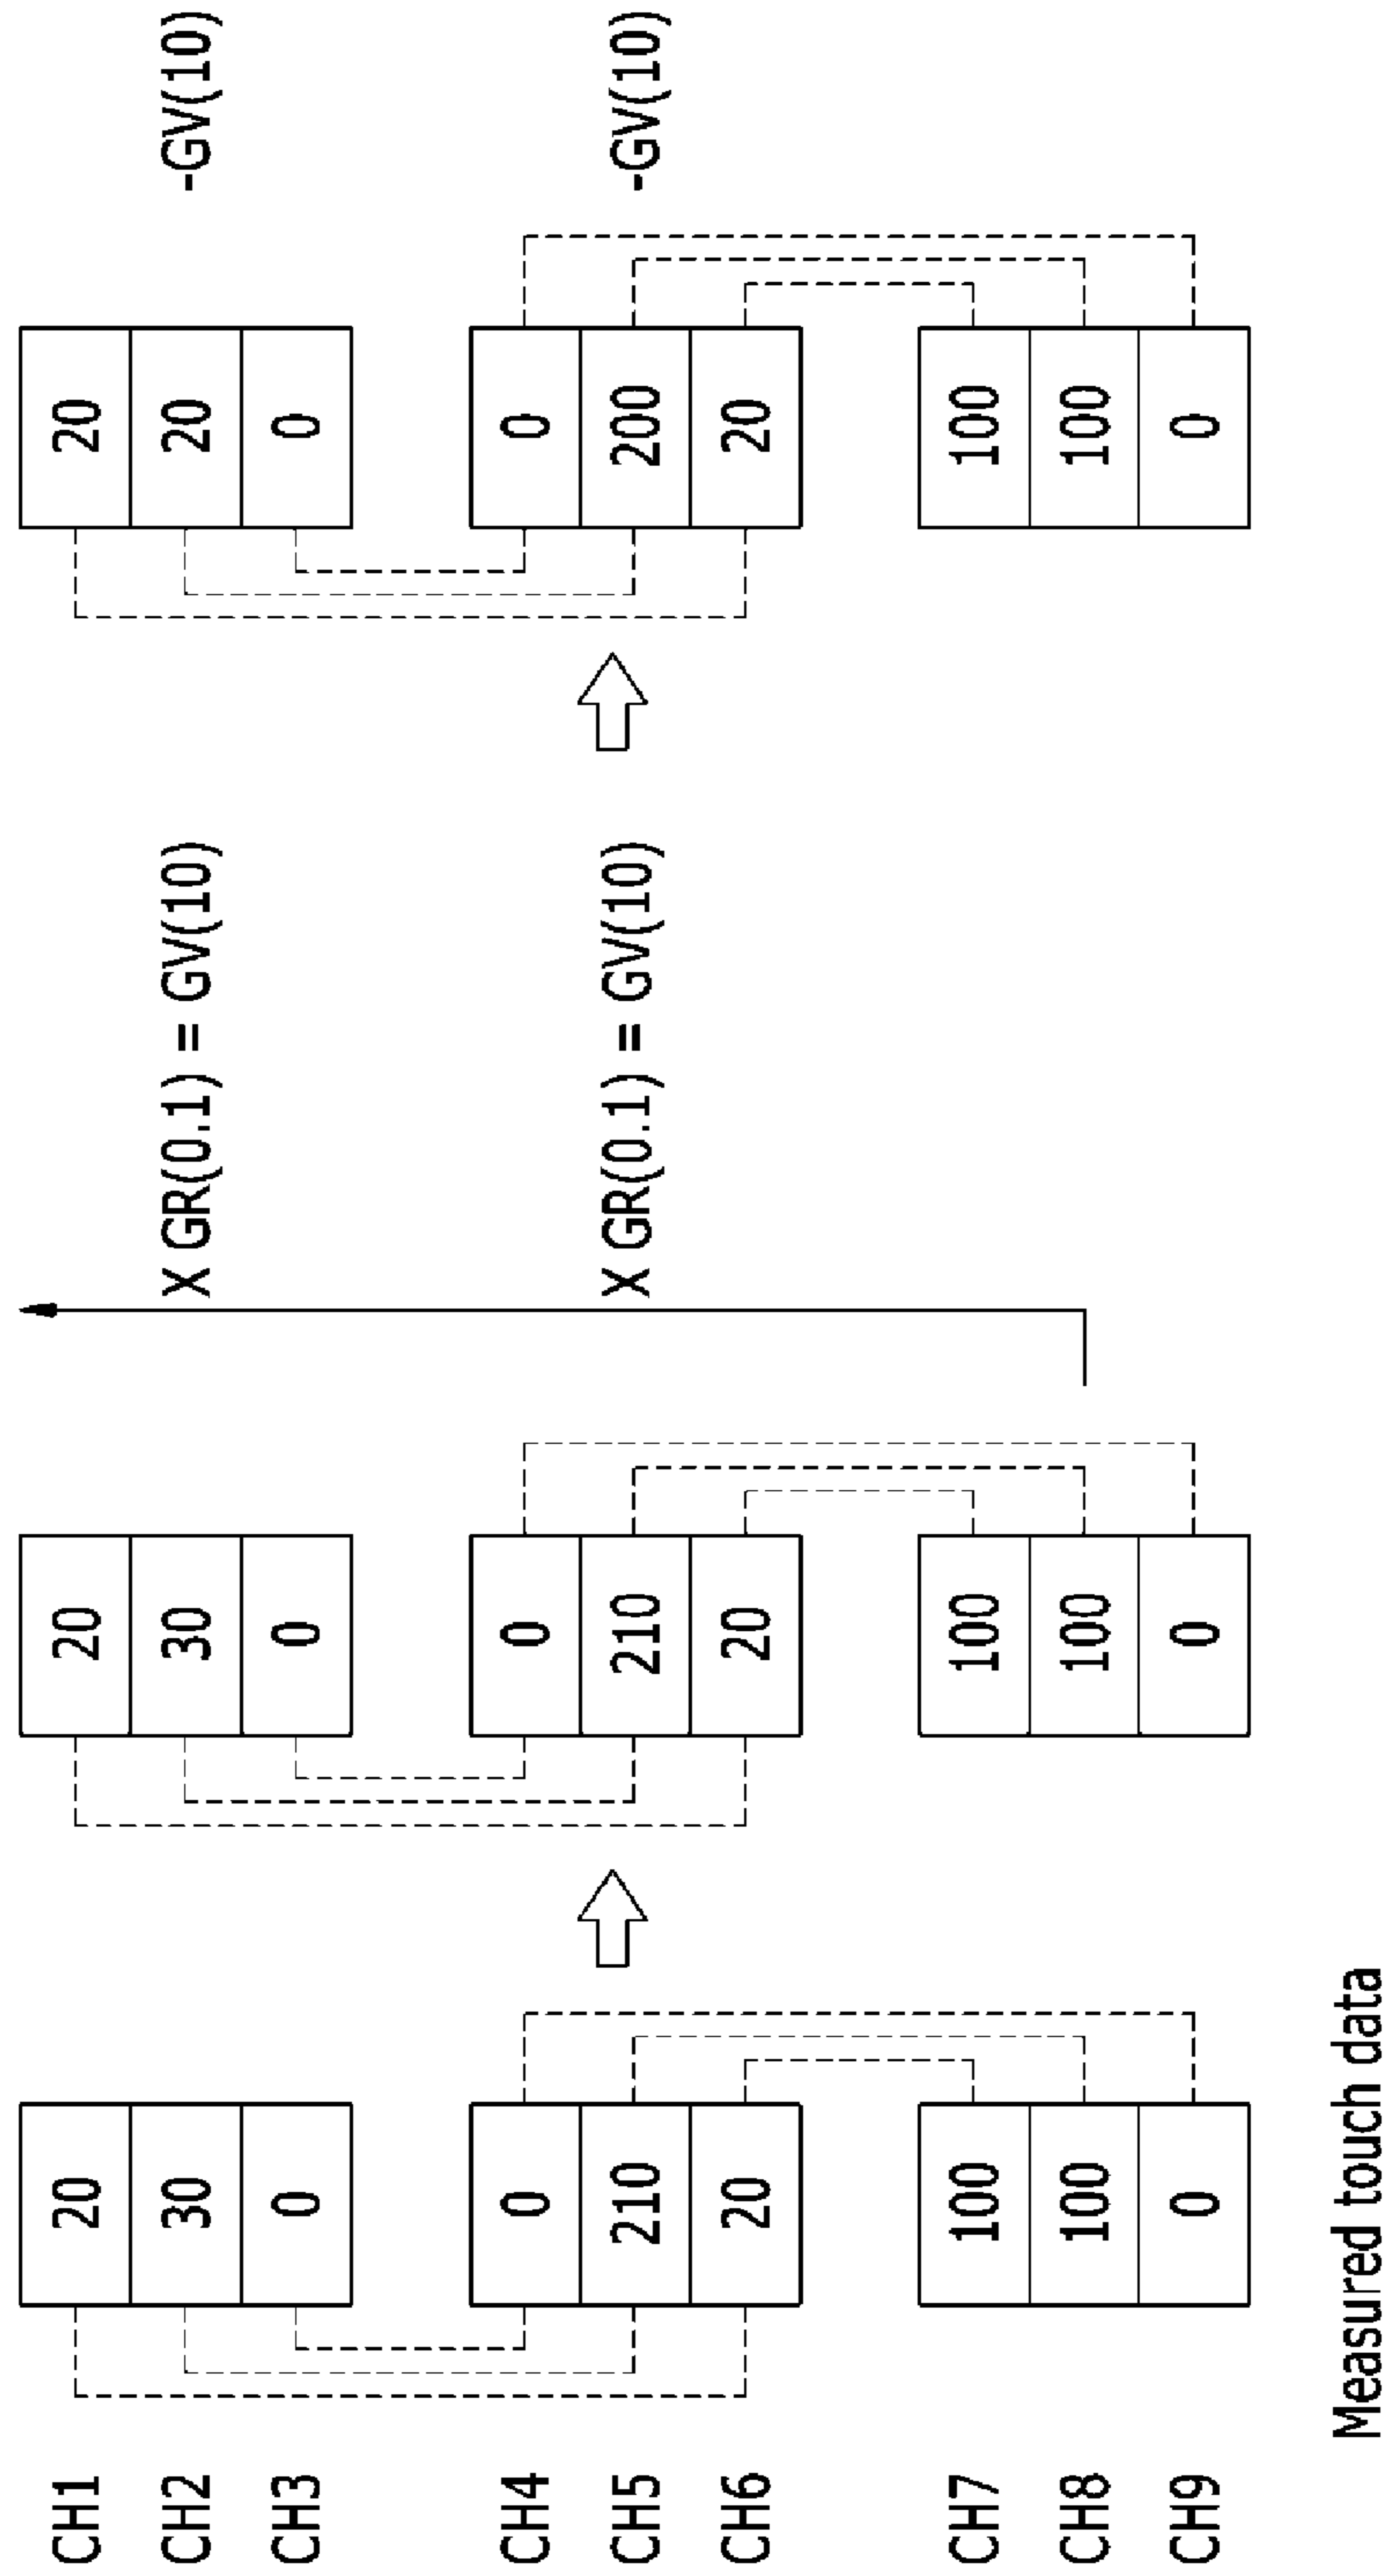 CH1 20 20 20
CH2 30 30 X GR(0.1) = GV(10) 20 -GV(10)
CH3 0 0 0
CH4 0 0 0
CH5 210 210 X GR(0.1) = GV(10) 200 -GV(10)
CH6 20 20 20
CH7 100 100 100
CH8 100 100 100
CH9 0 0 0
Measured touch data